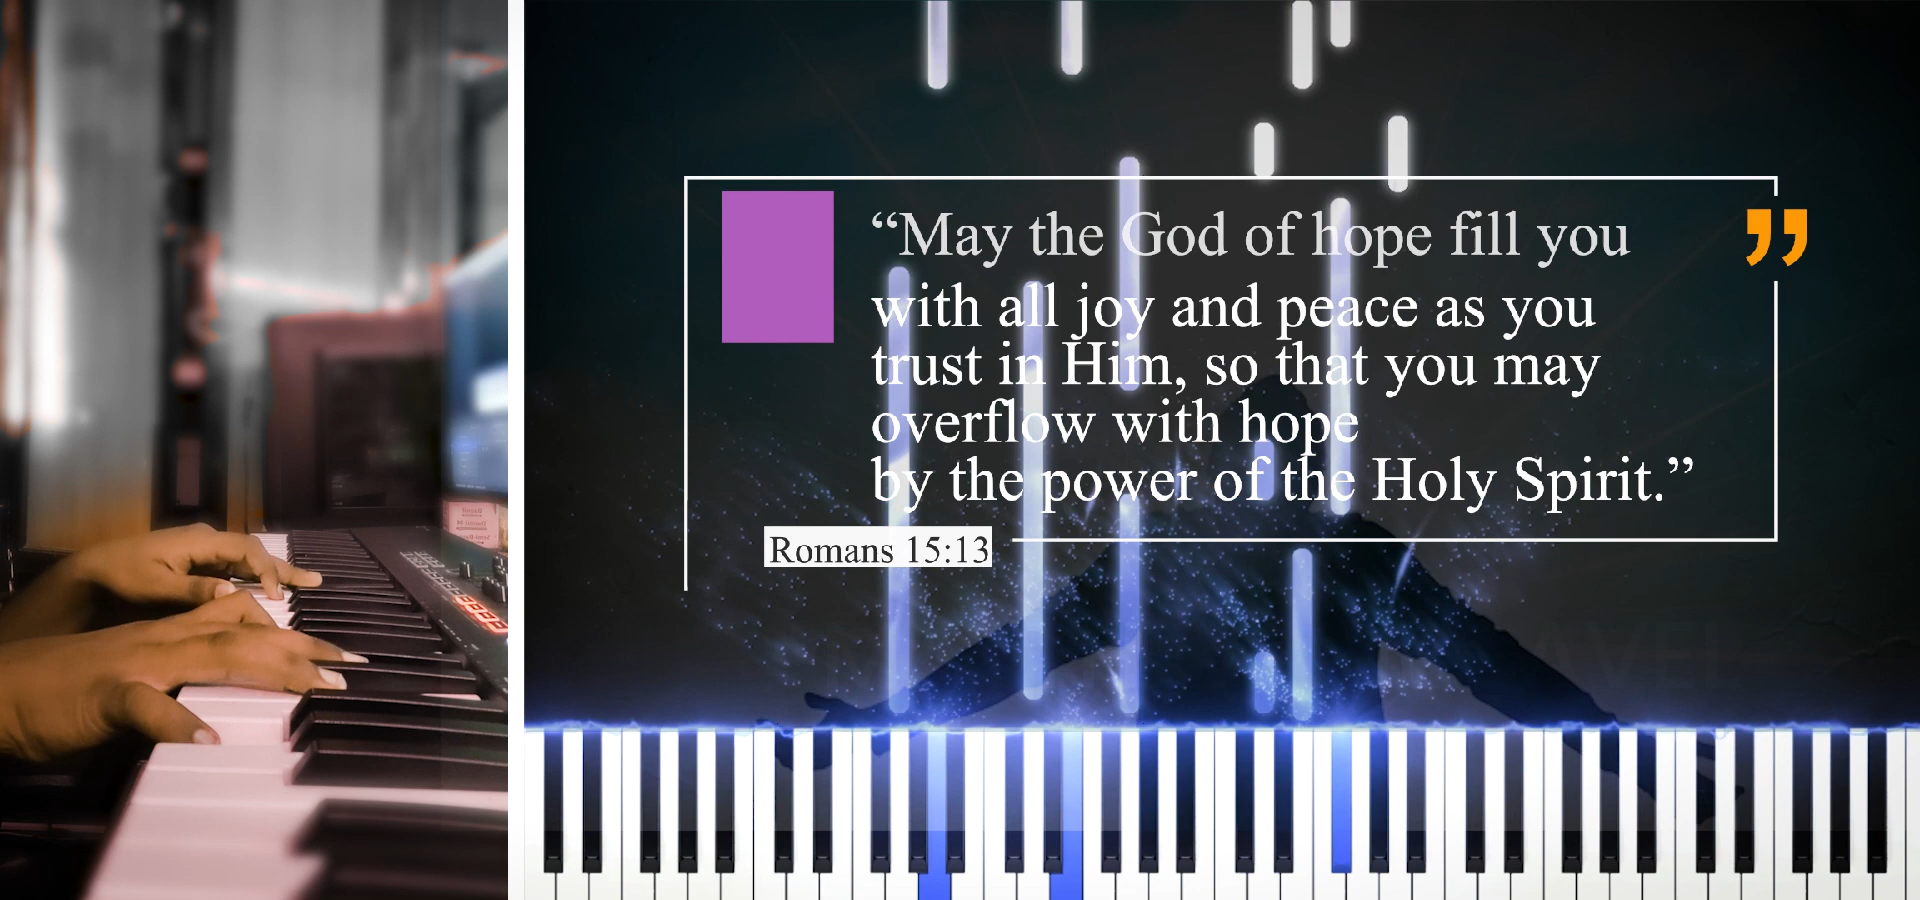 “May the God of hope fill you
with all joy and peace as you
trust in Him, so that you may
overflow with hope
by the power of the Holy Spirit.”
Romans 15:13